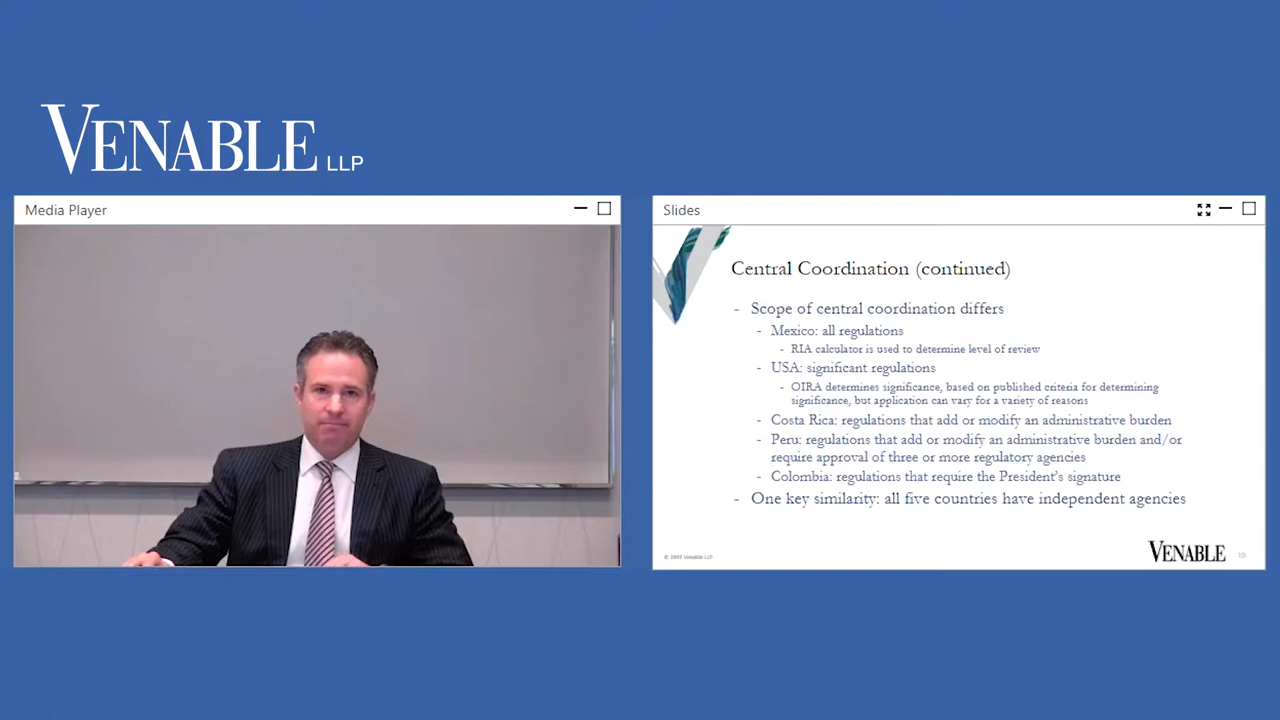 VENABLE LLP
Media Player
Slides
Central Coordination (continued)
- Scope of central coordination differs
- Mexico: all regulations
- RIA calculator is used to determine level of review
- USA: significant regulations
- OIRA determines significance, based on published criteria for determining
significance, but application can vary for a variety of reasons
- Costa Rica: regulations that add or modify an administrative burden
- Peru: regulations that add or modify an administrative burden and/or
require approval of three or more regulatory agencies
- Colombia: regulations that require the President's signature
- One key similarity: all five countries have independent agencies
Venable LLP
VENABLE
10